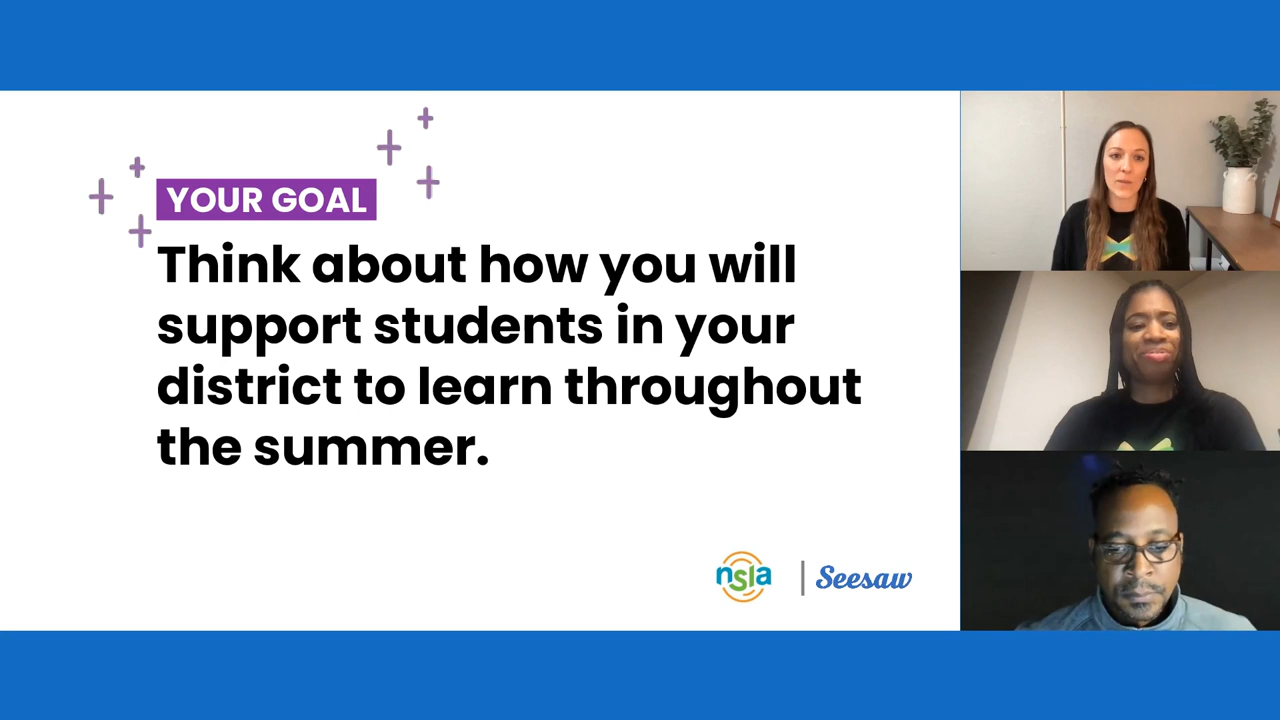 YOUR GOAL
Think about how you will
support students in your
district to learn throughout
the summer.
nsla
Seesaw